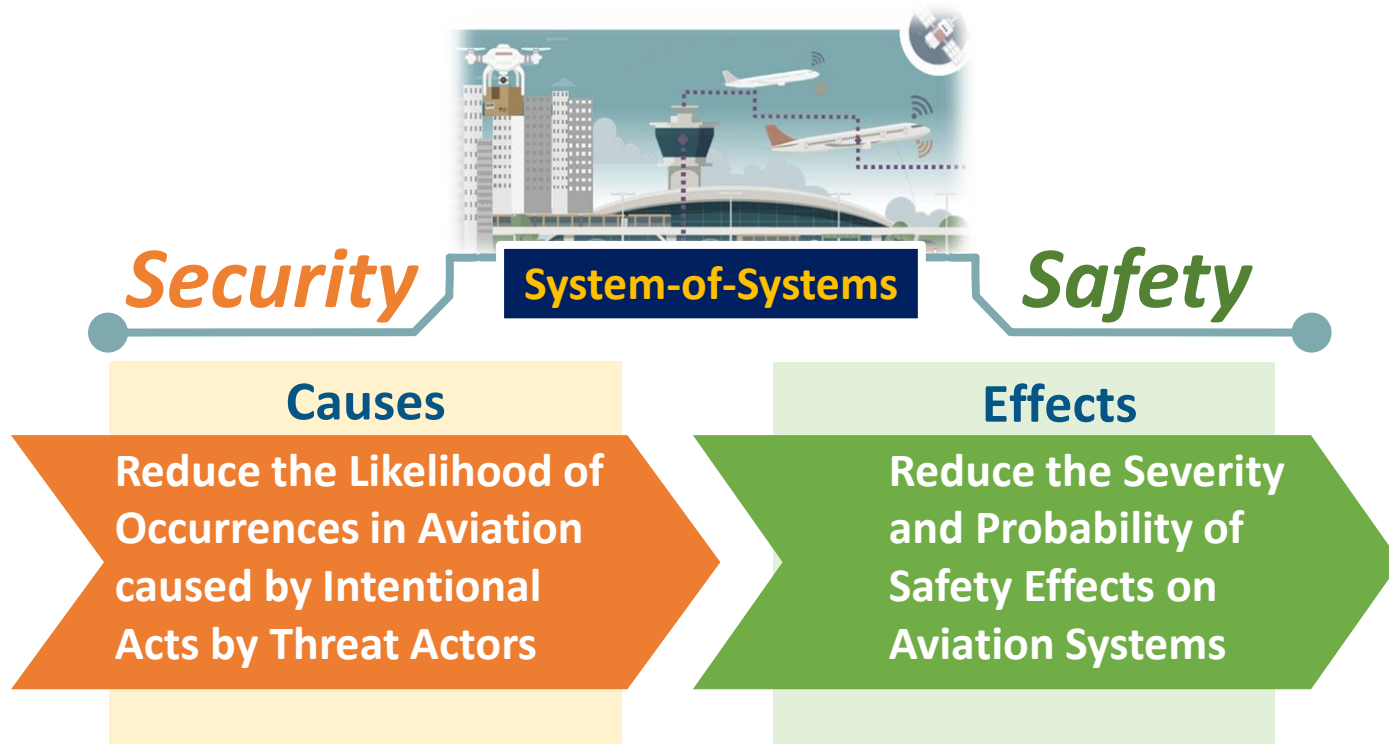 Security
System-of-Systems
Safety
Causes
Reduce the Likelihood of
Occurrences in Aviation
caused by Intentional
Acts by Threat Actors
Effects
Reduce the Severity
and Probability of
Safety Effects on
Aviation Systems